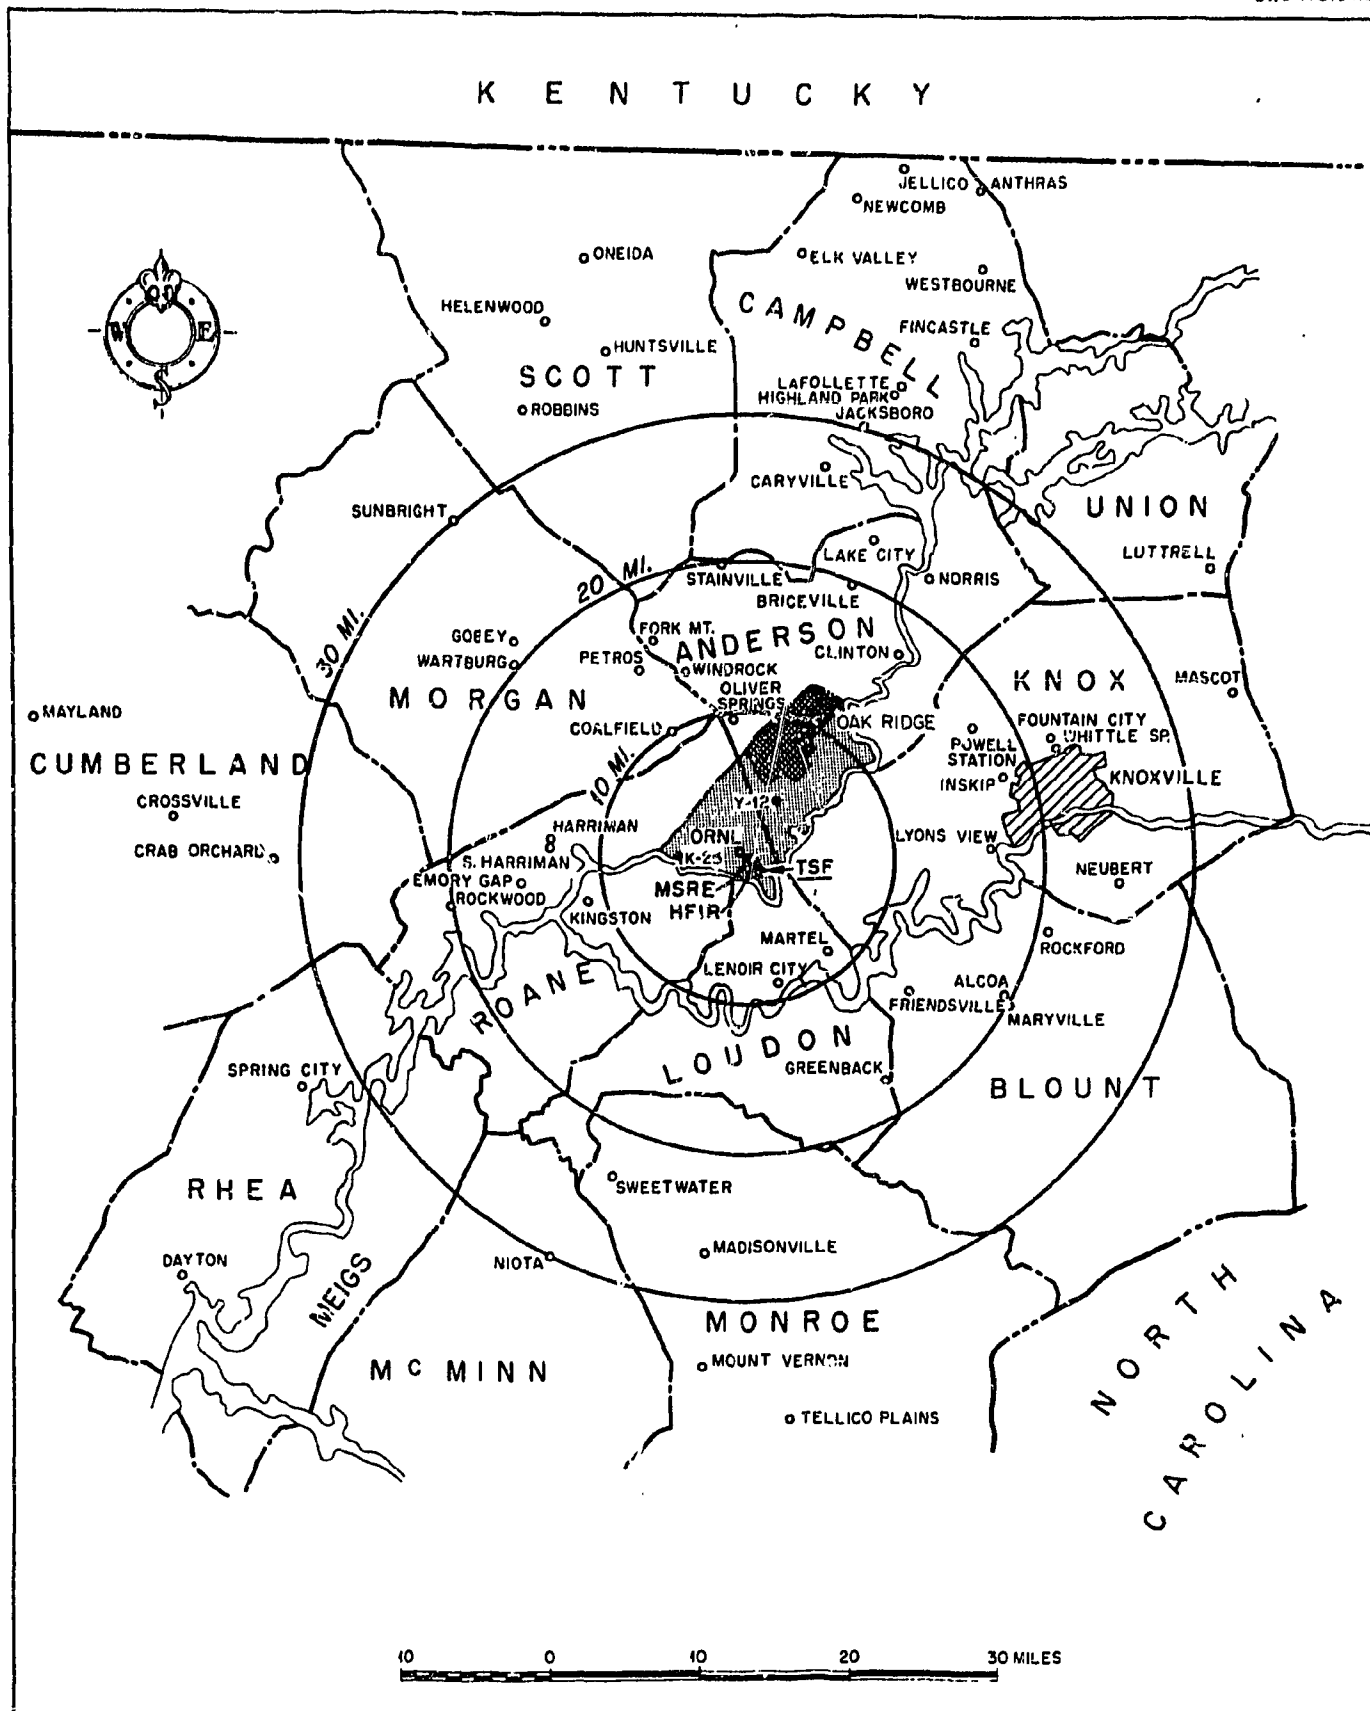 KENTUCKY
JELLICO
ANTHRAS
NEWCOMB
ONEIDA
ELK VALLEY
WESTBOURNE
HELENWOOD
CAMPBELL
FINCASTLE
W
E
S
HUNTSVILLE
SCOTT
LAFOLLETTE
HIGHLAND PARK
ROBBINS
JACKSBORO
CARYVILLE
SUNBRIGHT
UNION
LAKE CITY
LUTTRELL
20 MI.
STAINVILLE
NORRIS
BRICEVILLE
30 MI.
FORK MT.
ANDERSON
GOBEY
WARTBURG
PETROS
CLINTON
WINDROCK
KNOX
MASCOT
MORGAN
OLIVER
SPRINGS
MAYLAND
COALFIELD
OAK RIDGE
FOUNTAIN CITY
WHITTLE SP.
POWELL
STATION
CUMBERLAND
10 MI.
INSKIP
KNOXVILLE
CROSSVILLE
Y-12
HARRIMAN
ORNL
LYONS VIEW
CRAB ORCHARD
S. HARRIMAN
K-25
TSF
NEUBERT
EMORY GAP
MSRE
ROCKWOOD
HFIR
KINGSTON
MARTEL
ROCKFORD
LENOIR CITY
ROANE
ALCOA
FRIENDSVILLE
MARYVILLE
LOUDON
SPRING CITY
GREENBACK
BLOUNT
RHEA
SWEETWATER
DAYTON
NIOTA
MADISONVILLE
MEIGS
MONROE
NORTH
CAROLINA
MC MINN
MOUNT VERNON
TELLICO PLAINS
10 0 10 20 30 MILES